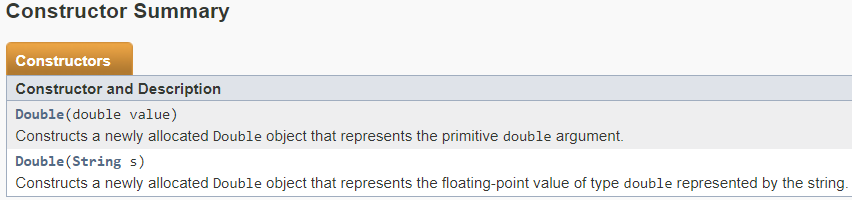 Constructor Summary
Constructors
Constructor and Description
Double(double value)
Constructs a newly allocated Double object that represents the primitive double argument.
Double(String s)
Constructs a newly allocated Double object that represents the floating-point value of type double represented by the string.